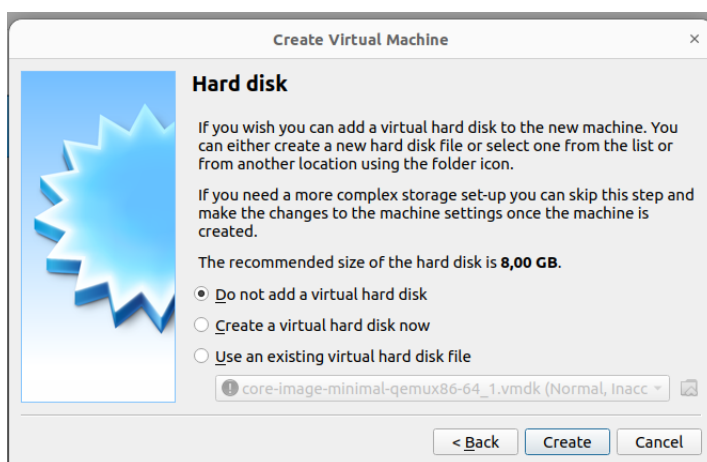 Create Virtual Machine
Hard disk
If you wish you can add a virtual hard disk to the new machine. You
can either create a new hard disk file or select one from the list or
from another location using the folder icon.
If you need a more complex storage set-up you can skip this step and
make the changes to the machine settings once the machine is
created.
The recommended size of the hard disk is 8,00 GB.
Do not add a virtual hard disk
Create a virtual hard disk now
Use an existing virtual hard disk file
core-image-minimal-qemux86-64_1.vmdk (Normal, Inacc
< Back Create Cancel